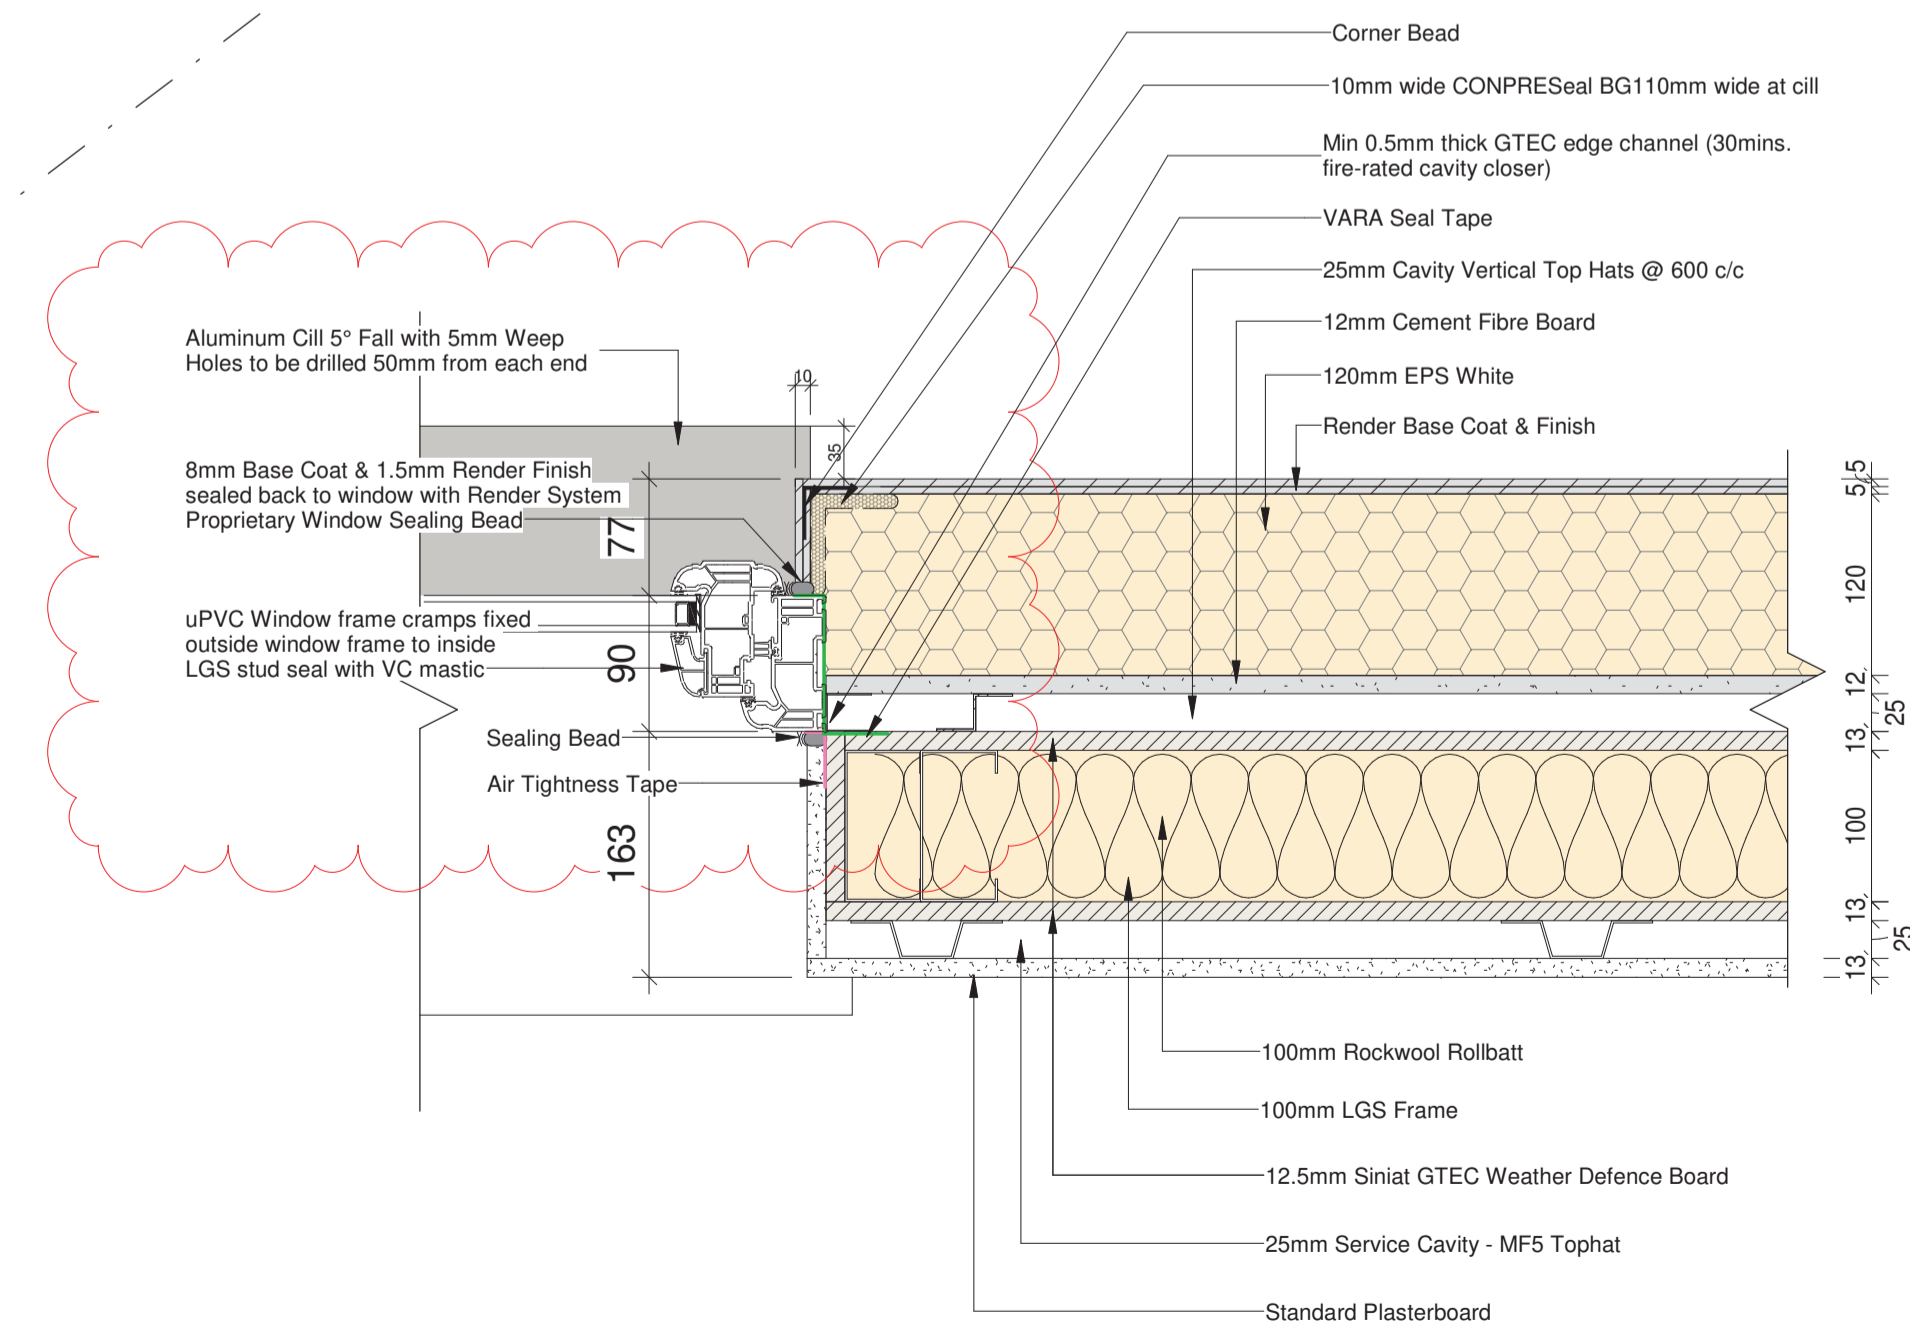 Corner Bead
10mm wide CONPRESeal BG110mm wide at cill
Min 0.5mm thick GTEC edge channel (30mins.
fire-rated cavity closer)
VARA Seal Tape
25mm Cavity Vertical Top Hats @ 600 c/c
12mm Cement Fibre Board
120mm EPS White
Render Base Coat & Finish
Aluminum Cill 5° Fall with 5mm Weep
Holes to be drilled 50mm from each end
8mm Base Coat & 1.5mm Render Finish
sealed back to window with Render System
Proprietary Window Sealing Bead
uPVC Window frame cramps fixed
outside window frame to inside
LGS stud seal with VC mastic
Sealing Bead
Air Tightness Tape
10
35
77
90
163
5
5
120
12
25
13
100
13
25
13
100mm Rockwool Rollbatt
100mm LGS Frame
12.5mm Siniat GTEC Weather Defence Board
25mm Service Cavity - MF5 Tophat
Standard Plasterboard